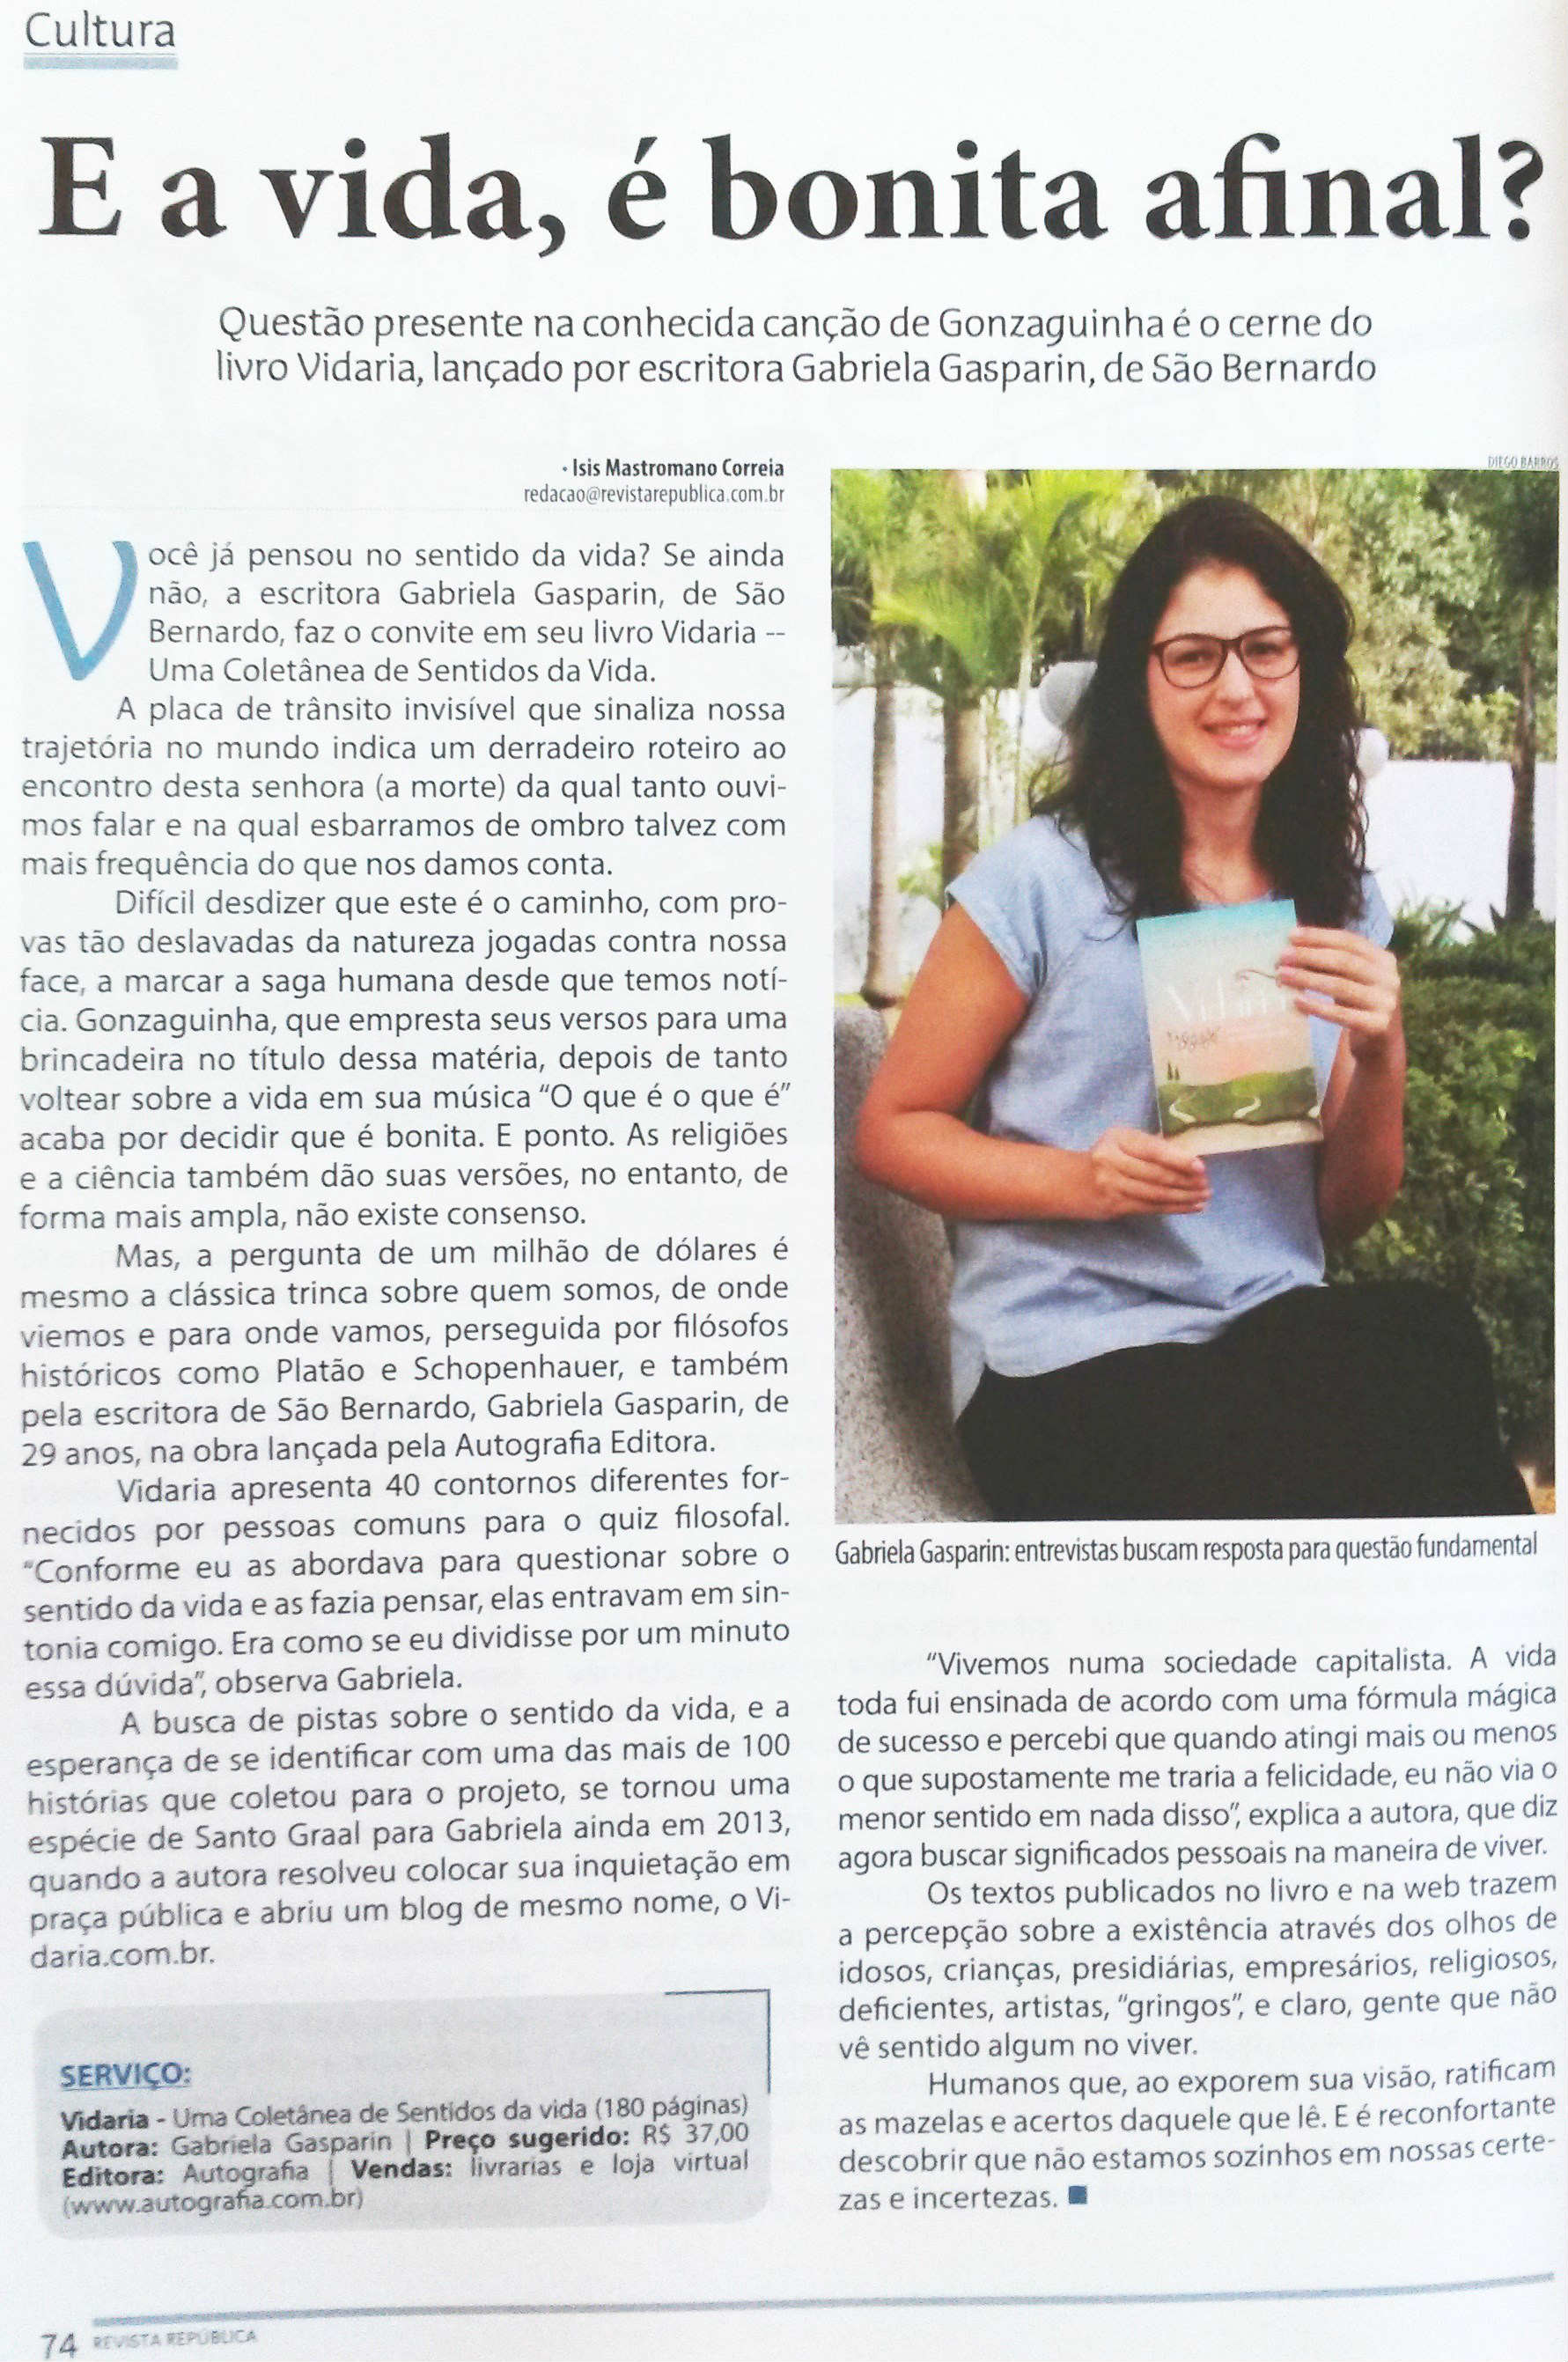 Cultura
E a vida, é bonita afinal?
Questão presente na conhecida canção de Gonzaguinha é o cerne do
livro Vidaria, lançado por escritora Gabriela Gasparin, de São Bernardo
• Isis Mastromano Correia
redacao@revistarepublica.com.br
Você já pensou no sentido da vida? Se ainda
não, a escritora Gabriela Gasparin, de São
Bernardo, faz o convite em seu livro Vidaria --
Uma Coletânea de Sentidos da Vida.
A placa de trânsito invisível que sinaliza nossa
trajetória no mundo indica um derradeiro roteiro ao
encontro desta senhora (a morte) da qual tanto ouvi-
mos falar e na qual esbarramos de ombro talvez com
mais frequência do que nos damos conta.
Difícil desdizer que este é o caminho, com pro-
vas tão deslavadas da natureza jogadas contra nossa
face, a marcar a saga humana desde que temos notí-
cia. Gonzaguinha, que empresta seus versos para uma
brincadeira no título dessa matéria, depois de tanto
voltear sobre a vida em sua música “O que é o que é”
acaba por decidir que é bonita. E ponto. As religiões
e a ciência também dão suas versões, no entanto, de
forma mais ampla, não existe consenso.
Mas, a pergunta de um milhão de dólares é
mesmo a clássica trinca sobre quem somos, de onde
viemos e para onde vamos, perseguida por filósofos
históricos como Platão e Schopenhauer, e também
pela escritora de São Bernardo, Gabriela Gasparin, de
29 anos, na obra lançada pela Autografia Editora.
Vidaria apresenta 40 contornos diferentes for-
necidos por pessoas comuns para o quiz filosofal.
“Conforme eu as abordava para questionar sobre o
sentido da vida e as fazia pensar, elas entravam em sin-
tonia comigo. Era como se eu dividisse por um minuto
essa dúvida”, observa Gabriela.
A busca de pistas sobre o sentido da vida, e a
esperança de se identificar com uma das mais de 100
histórias que coletou para o projeto, se tornou uma
espécie de Santo Graal para Gabriela ainda em 2013,
quando a autora resolveu colocar sua inquietação em
praça pública e abriu um blog de mesmo nome, o Vi-
daria.com.br.
SERVIÇO:
Vidaria - Uma Coletânea de Sentidos da vida (180 páginas)
Autora: Gabriela Gasparin | Preço sugerido: R$ 37,00
Editora: Autografia | Vendas: livrarias e loja virtual
(www.autografia.com.br)
DIEGO BARROS
Gabriela Gasparin: entrevistas buscam resposta para questão fundamental
“Vivemos numa sociedade capitalista. A vida
toda fui ensinada de acordo com uma fórmula mágica
de sucesso e percebi que quando atingi mais ou menos
o que supostamente me traria a felicidade, eu não via o
menor sentido em nada disso”, explica a autora, que diz
agora buscar significados pessoais na maneira de viver.
Os textos publicados no livro e na web trazem
a percepção sobre a existência através dos olhos de
idosos, crianças, presidiárias, empresários, religiosos,
deficientes, artistas, “gringos”, e claro, gente que não
vê sentido algum no viver.
Humanos que, ao exporem sua visão, ratificam
as mazelas e acertos daquele que lê. E é reconfortante
descobrir que não estamos sozinhos em nossas certe-
zas e incertezas.
74 REVISTA REPÚBLICA